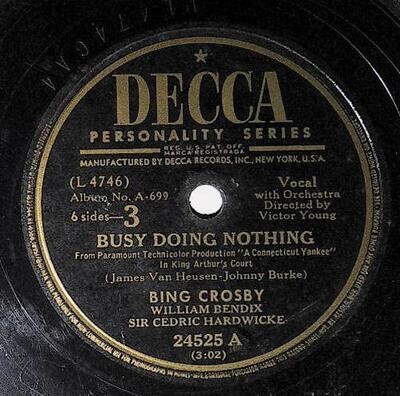 DECCA
PERSONALITY SERIES
REG. U.S. PAT. OFF.
MARCA REGISTRADA
MANUFACTURED BY DECCA RECORDS, INC., NEW YORK, U.S.A.
(L 4746)
Album No. A-699
6 sides—3
Vocal
with Orchestra
Directed by
Victor Young
BUSY DOING NOTHING
From Paramount Technicolor Production "A Connecticut Yankee"
In King Arthur's Court
(James Van Heusen-Johnny Burke)
BING CROSBY
WILLIAM BENDIX
SIR CEDRIC HARDWICKE
24525 A
(3:02)